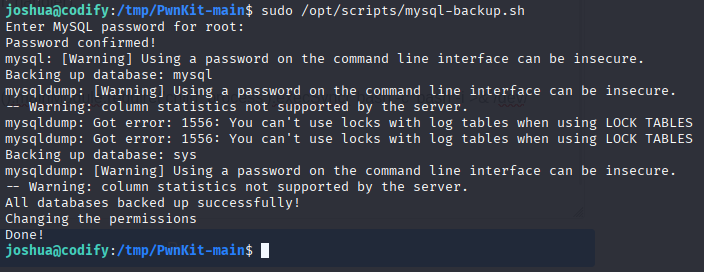 joshua@codify:/tmp/PwnKit-main$ sudo /opt/scripts/mysql-backup.sh
Enter MySQL password for root:
Password confirmed!
mysql: [Warning] Using a password on the command line interface can be insecure.
Backing up database: mysql
mysqldump: [Warning] Using a password on the command line interface can be insecure.
-- Warning: column statistics not supported by the server.
mysqldump: Got error: 1556: You can't use locks with log tables when using LOCK TABLES
mysqldump: Got error: 1556: You can't use locks with log tables when using LOCK TABLES
Backing up database: sys
mysqldump: [Warning] Using a password on the command line interface can be insecure.
-- Warning: column statistics not supported by the server.
All databases backed up successfully!
Changing the permissions
Done!
joshua@codify:/tmp/PwnKit-main$